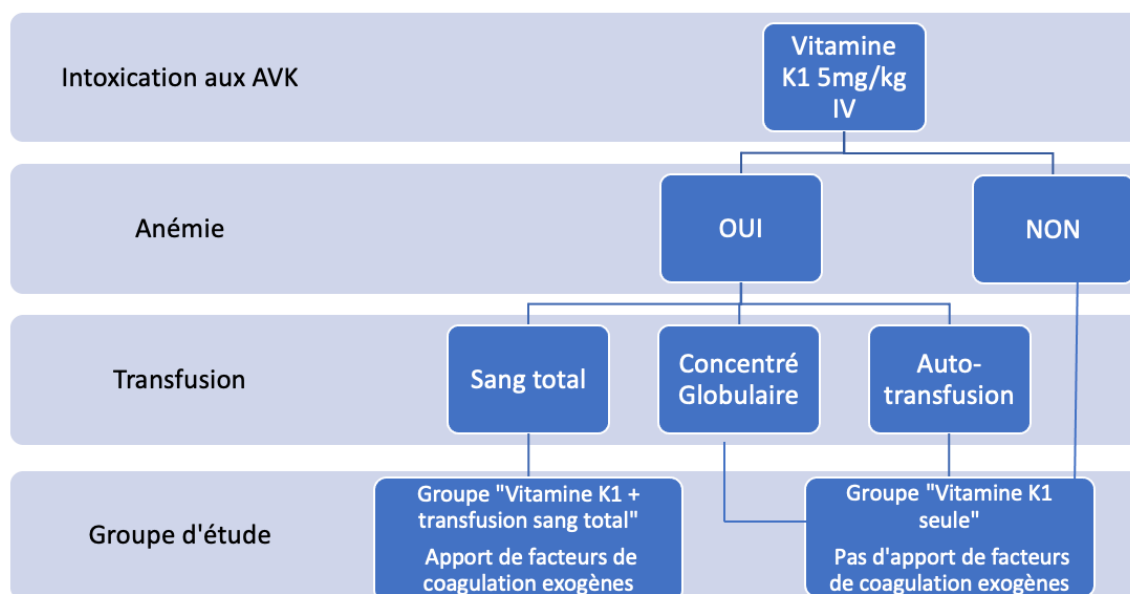 Intoxication aux AVK
Vitamine
K1 5mg/kg
IV
Anémie
OUI
NON
Transfusion
Sang total
Concentré
Globulaire
Auto-
transfusion
Groupe d'étude
Groupe "Vitamine K1 +
transfusion sang total"
Apport de facteurs de
coagulation exogènes
Groupe "Vitamine K1
seule"
Pas d'apport de facteurs
de coagulation exogènes